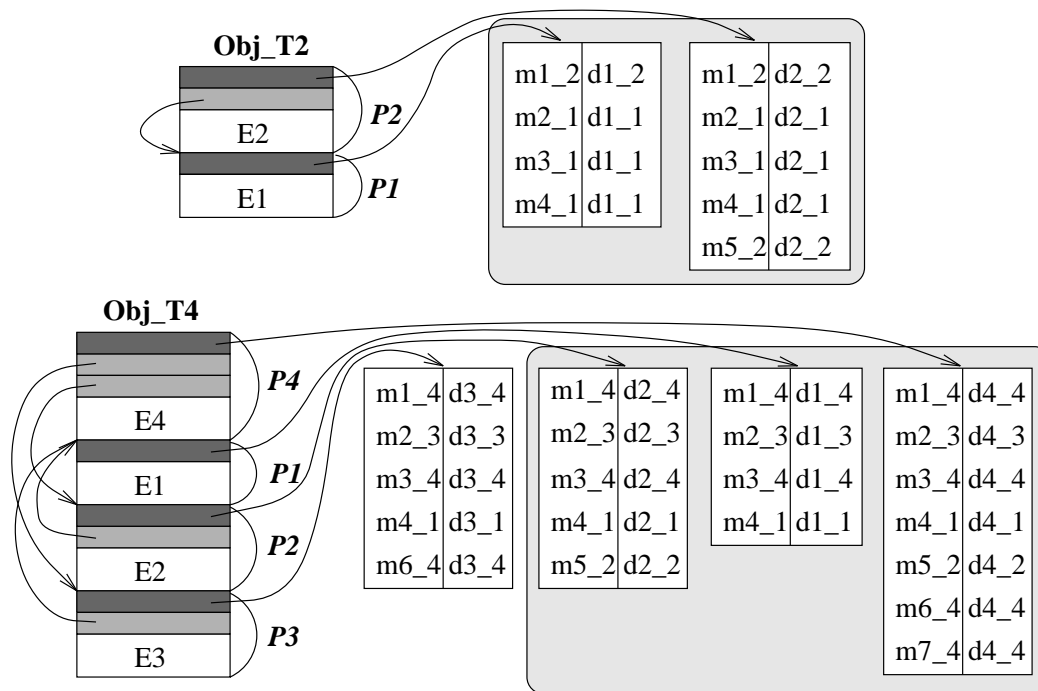 Obj_T2
E2
E1
P2
P1
m1_2 d1_2
m2_1 d1_1
m3_1 d1_1
m4_1 d1_1
m1_2 d2_2
m2_1 d2_1
m3_1 d2_1
m4_1 d2_1
m5_2 d2_2
Obj_T4
E4
E1
E2
E3
P4
P1
P2
P3
m1_4 d3_4
m2_3 d3_3
m3_4 d3_4
m4_1 d3_1
m6_4 d3_4
m1_4 d2_4
m2_3 d2_3
m3_4 d2_4
m4_1 d2_1
m5_2 d2_2
m1_4 d1_4
m2_3 d1_3
m3_4 d1_4
m4_1 d1_1
m1_4 d4_4
m2_3 d4_3
m3_4 d4_4
m4_1 d4_1
m5_2 d4_2
m6_4 d4_4
m7_4 d4_4